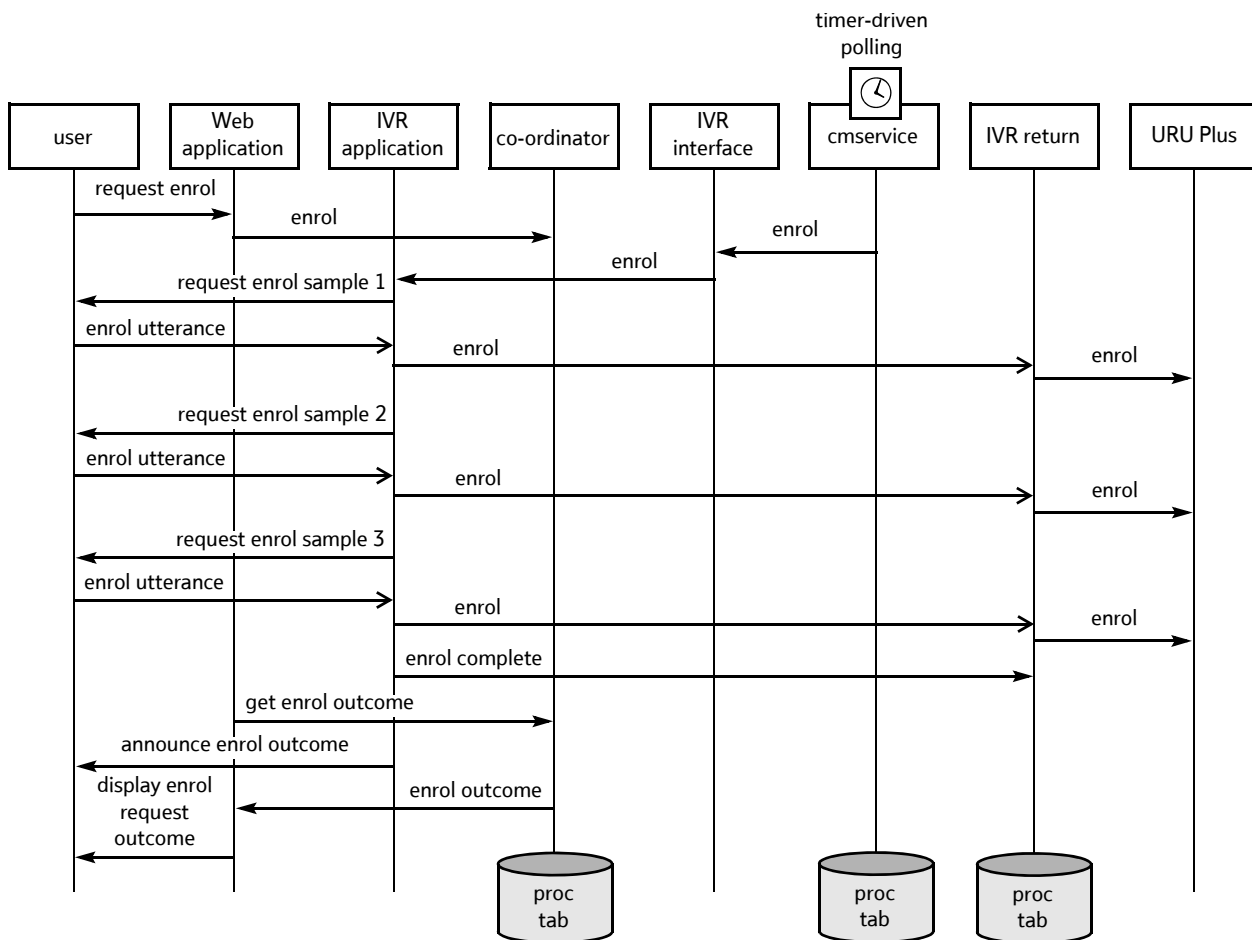 timer-driven
polling
user
Web
application
IVR
application
co-ordinator
IVR
interface
cmservice
IVR return
URU Plus
request enrol
enrol
enrol
enrol
request enrol sample 1
enrol utterance
enrol
enrol
request enrol sample 2
enrol utterance
enrol
enrol
request enrol sample 3
enrol utterance
enrol
enrol
enrol complete
get enrol outcome
announce enrol outcome
display enrol
request
outcome
enrol outcome
proc
tab
proc
tab
proc
tab